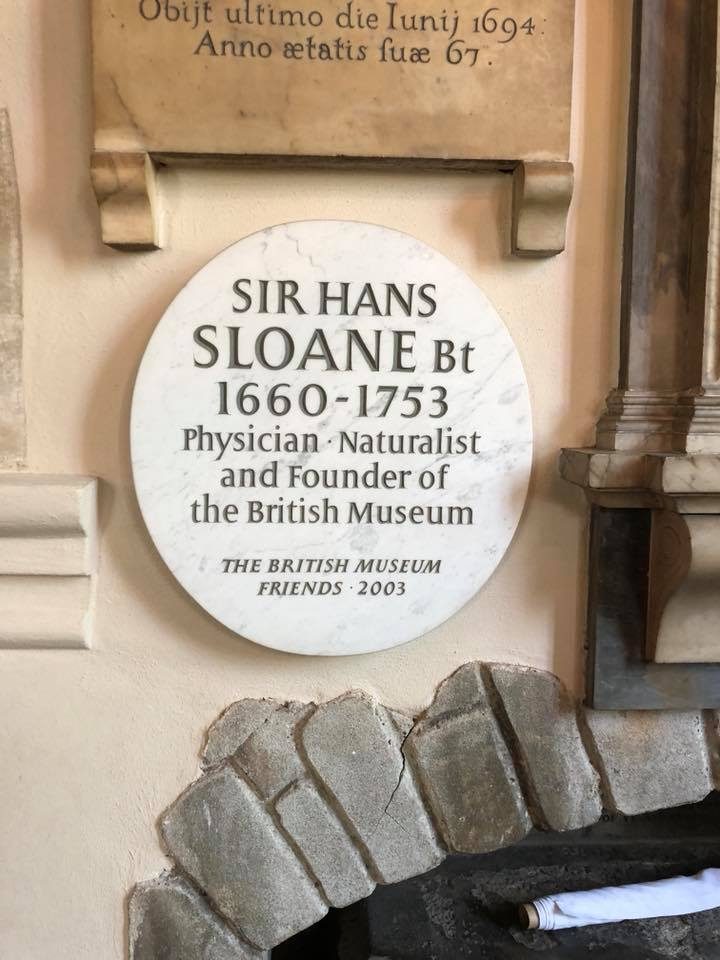 Obijt ultimo die Iunij 1694:
Anno ætatis ſuæ 67.
SIR HANS
SLOANE Bt
1660-1753
Physician · Naturalist
and Founder of
the British Museum
THE BRITISH MUSEUM
FRIENDS · 2003